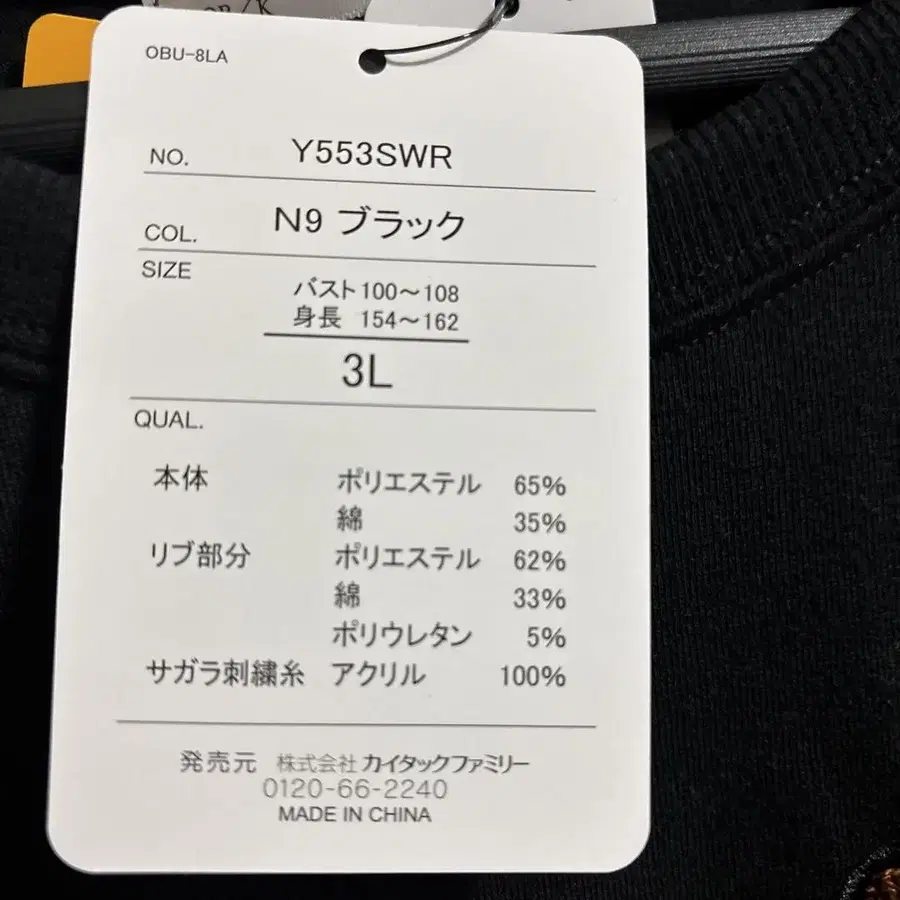 OBU-8LA
NO. Y553SWR
COL. N9 ブラック
SIZE
バスト 100～108
身長 154～162
3L
QUAL.
本体 ポリエステル 65%
綿 35%
リブ部分 ポリエステル 62%
綿 33%
ポリウレタン 5%
サガラ刺繍糸 アクリル 100%
発売元 株式会社 カイタックファミリー
0120-66-2240
MADE IN CHINA